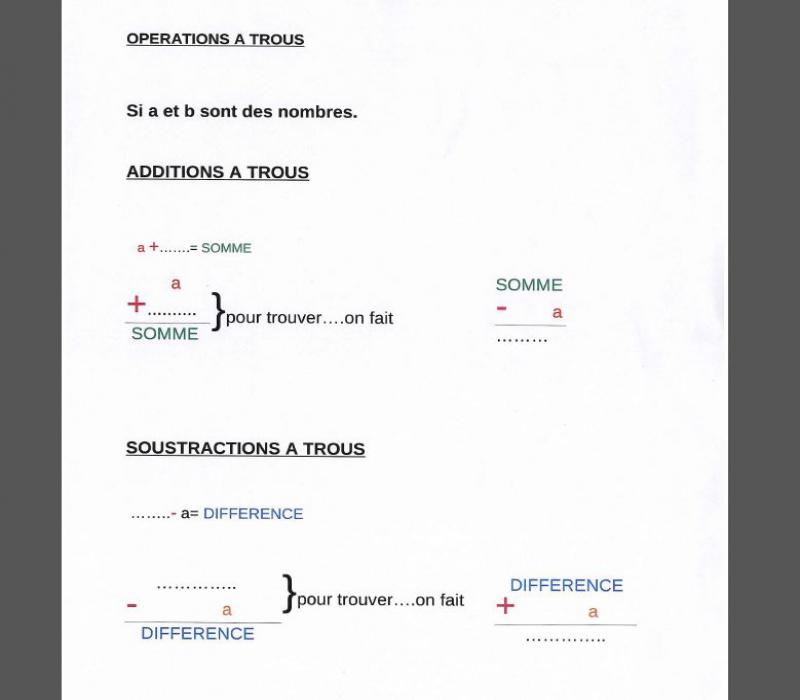 OPERATIONS A TROUS
Si a et b sont des nombres.
ADDITIONS A TROUS
a +.......= SOMME
a
+..........
SOMME
}pour trouver....on fait
SOMME
- a
.........
SOUSTRACTIONS A TROUS
........- a= DIFFERENCE
..............
- a
DIFFERENCE
}pour trouver....on fait
DIFFERENCE
+ a
..............